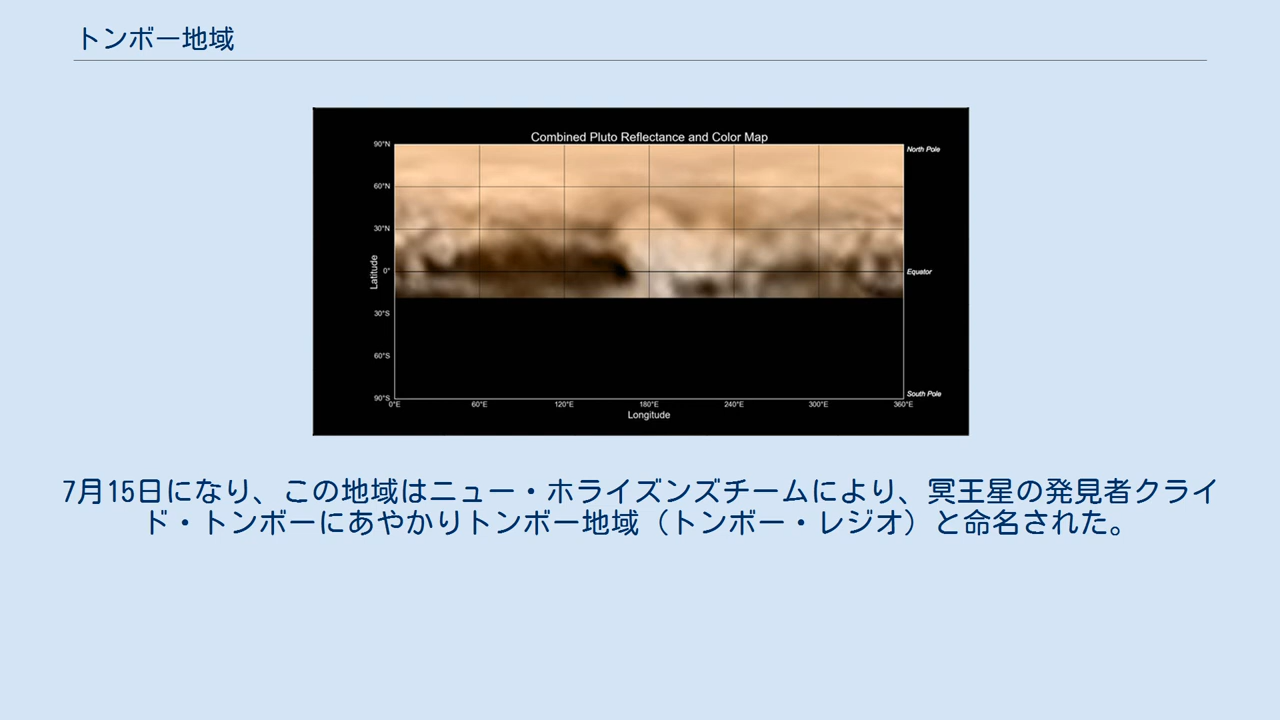 トンボー地域
Combined Pluto Reflectance and Color Map
90°N
North Pole
60°N
30°N
Latitude
0°
Equator
30°S
60°S
90°S
South Pole
0°E
60°E
120°E
180°E
240°E
300°E
360°E
Longitude
7月15日になり、この地域はニュー・ホライズンズチームにより、冥王星の発見者クライ
ド・トンボーにあやかりトンボー地域（トンボー・レジオ）と命名された。